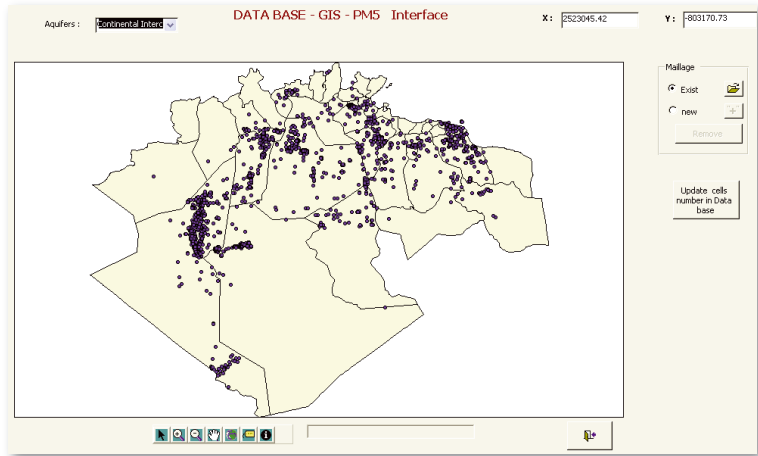 DATA BASE - GIS - PM5 Interface
Aquifers :
Continental Interc
X:
2523045.42
Y:
-803170.73
Maillage
Exist
new
Remove
Update cells
number in Data
base